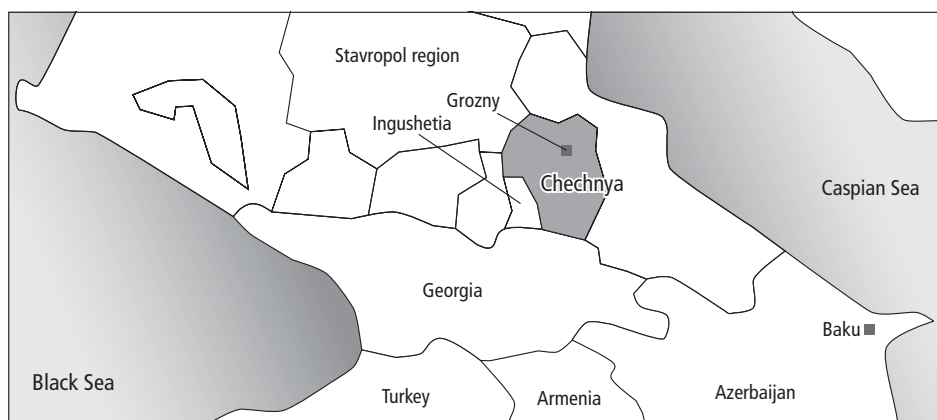 Stavropol region
Grozny
Ingushetia
Chechnya
Caspian Sea
Georgia
Baku
Black Sea
Turkey
Armenia
Azerbaijan